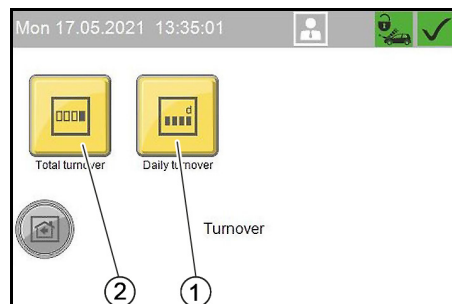 Mon 17.05.2021 13:35:01
d
Total turnover
Daily turnover
Turnover
2
1